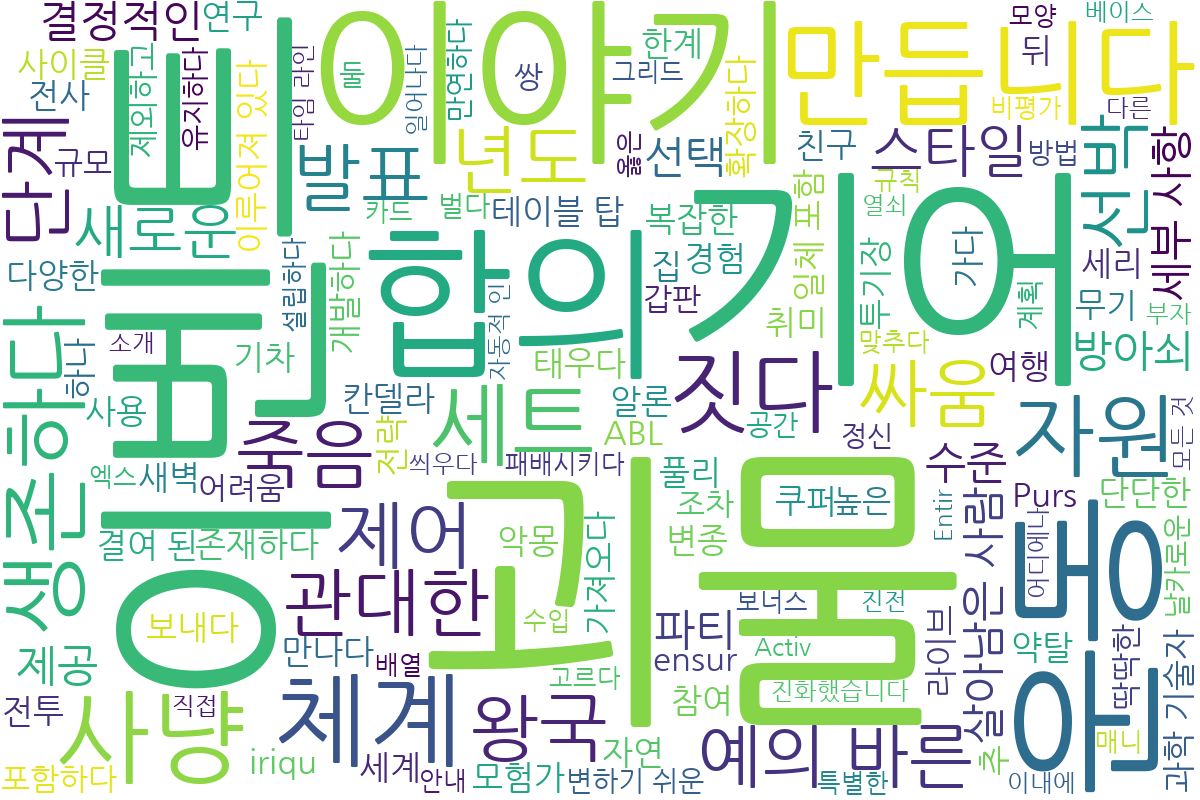 이야기
만듭니다
이벤트
합의
기어
괴물
결정적인
연구
사이클
전사
단계
규모
제외하고
유지하다
이루어져 있다
타임 라인
둘
일어나다
만연하다
쌍
한계
그리드
확장하다
모양
뒤
베이스
비평가
다른
발표
년도
옳은
선택
친구
스타일
방법
선박
세부 사항
새로운
카드
벌다
테이블 탑
복잡한
포함
규칙
열쇠
다양한
설립하다
개발하다
자동적 인
집
경험
갑판
일체
투기장
취미
가다
계획
세리
무기
부자
생존하다
하나
소개
기차
태우다
맞추다
여행
방아쇠
사용
칸델라
세트
알론
짓다
공간
싸움
자원
모든 것
엑스
새벽
어려움
죽음
전략
씌우다
패배시키다
ABL
정신
수준
Purs
단단한
풀리
쿠퍼
높은
조차
변종
Entir
어디에나
날카로운
결여 된
존재하다
제어
악몽
가져오다
관대한
보내다
수입
보너스
진전
살아남은 사람
제공
만나다
배열
파티
Activ
ensur
라이브
약탈
딱딱한
과학 기술자
사냥
직접
체계
왕국
고르다
참여
진화했습니다
예의 바른
추
매니
전투
포함하다
iriqu
세계
안내
모험가
자연
변하기 쉬운
특별한
이내에